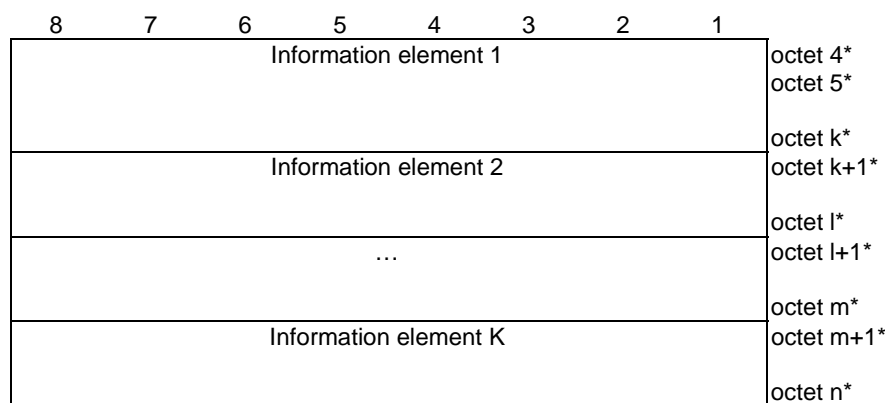 8 7 6 5 4 3 2 1
Information element 1 octet 4*
octet 5*
octet k*
Information element 2 octet k+1*
octet l*
… octet l+1*
octet m*
Information element K octet m+1*
octet n*